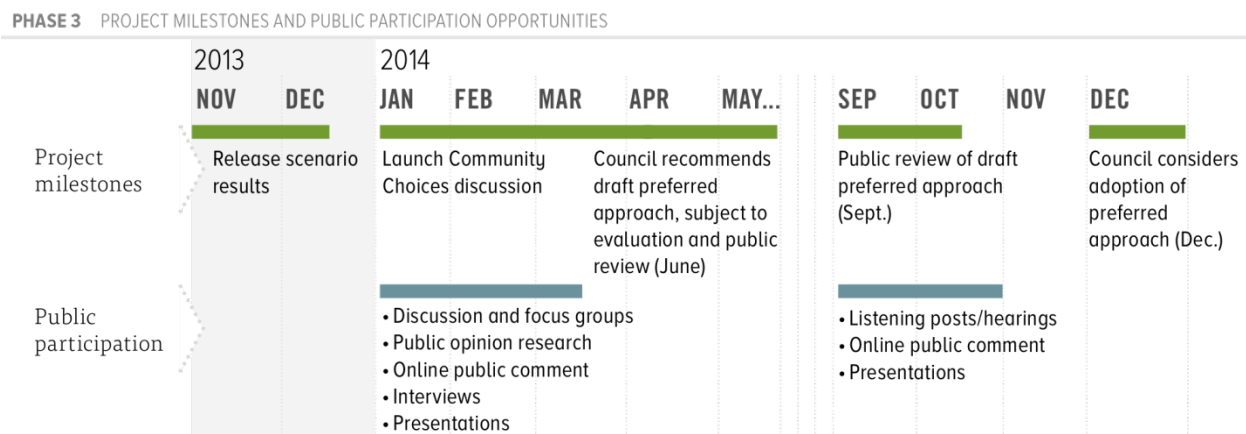 PHASE 3 PROJECT MILESTONES AND PUBLIC PARTICIPATION OPPORTUNITIES
2013
2014
NOV DEC JAN FEB MAR APR MAY... SEP OCT NOV DEC
Project
milestones
Release scenario
results
Launch Community
Choices discussion
Council recommends
draft preferred
approach, subject to
evaluation and public
review (June)
Public review of draft
preferred approach
(Sept.)
Council considers
adoption of
preferred
approach (Dec.)
Public
participation
• Discussion and focus groups
• Public opinion research
• Online public comment
• Interviews
• Presentations
• Listening posts/hearings
• Online public comment
• Presentations